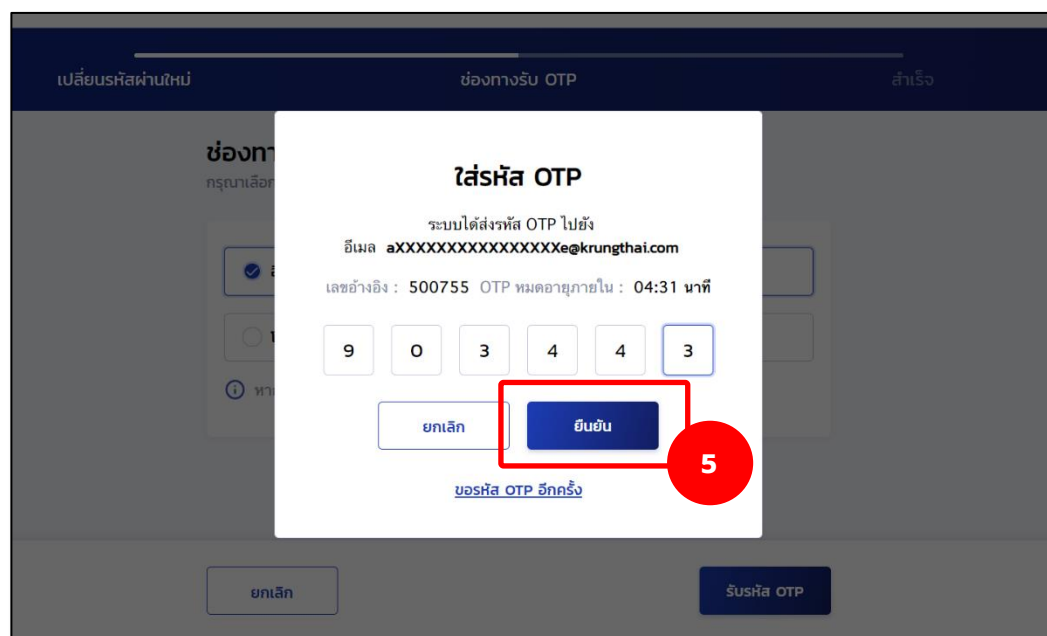 เปลี่ยนรหัสผ่านใหม่ ช่องทางรับ OTP สำเร็จ
ใส่รหัส OTP
ระบบได้ส่งรหัส OTP ไปยัง
อีเมล aXXXXXXXXXXXXXXXXe@krungthai.com
เลขอ้างอิง : 500755 OTP หมดอายุภายใน : 04:31 นาที
9 0 3 4 4 3
ยกเลิก ยืนยัน
5
ขอรหัส OTP อีกครั้ง
ยกเลิก รับรหัส OTP